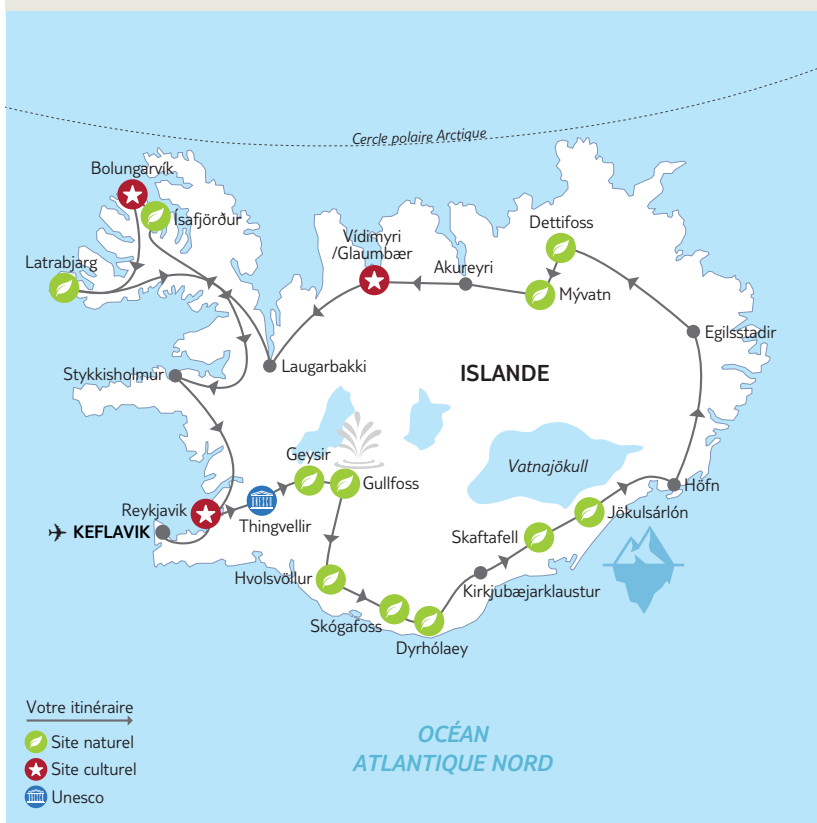 Cercle polaire Arctique
Bolungarvík
Ísafjörður
Latrabjarg
Vídimyri
/Glaumbær
Akureyri
Dettifoss
Mývatn
Egilsstadir
Stykkisholmur
Laugarbakki
ISLANDE
Geysir
Gullfoss
Vatnajökull
Höfn
Reykjavik
UNESCO
Thingvellir
KEFLAVIK
Jökulsárlón
Skaftafell
Hvolsvöllur
Kirkjubæjarklaustur
Skógafoss
Dyrhólaey
Votre itinéraire
Site naturel
Site culturel
Unesco
OCÉAN
ATLANTIQUE NORD